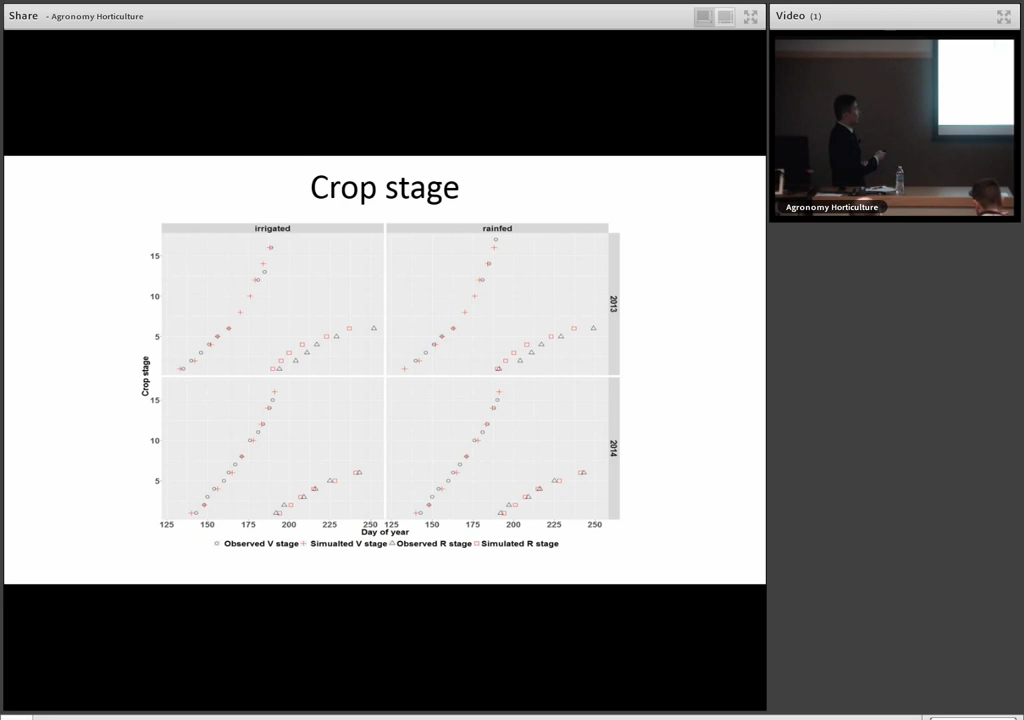 Share - Agronomy Horticulture
Video (1)
Agronomy Horticulture
Crop stage
irrigated rainfed
15
10
5
2013
Crop stage
15
10
5
2014
125 150 175 200 225 250 125 150 175 200 225 250
Day of year
Observed V stage Simualted V stage Observed R stage Simulated R stage